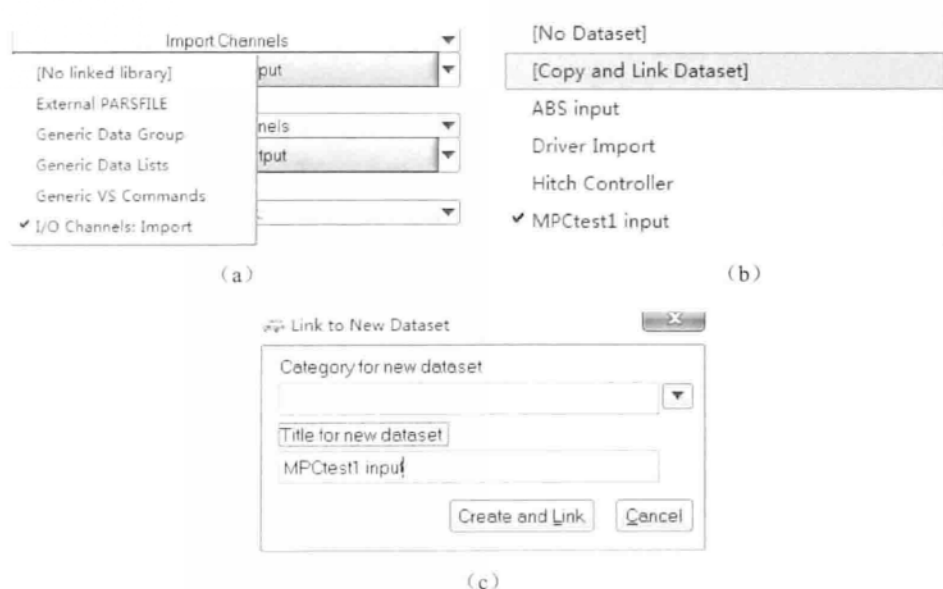 Import Channels
[No linked library]
put
External PARSFILE
Generic Data Group
nels
Generic Data Lists
tput
Generic VS Commands
✔ I/O Channels: Import
(a)
[No Dataset]
[Copy and Link Dataset]
ABS input
Driver Import
Hitch Controller
✔ MPCtest1 input
(b)
Link to New Dataset
Category for new dataset
Title for new dataset
MPCtest1 input
Create and Link
Cancel
(c)